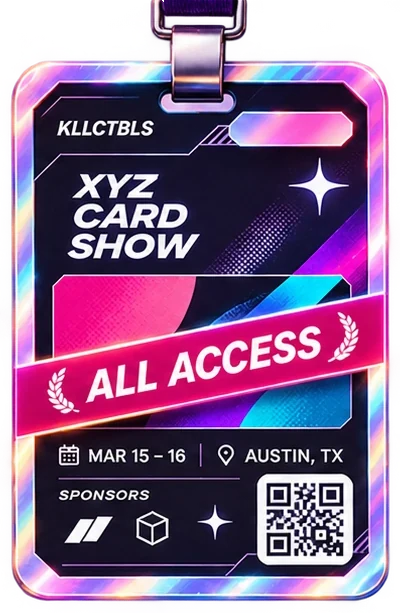 KLLCTBLS
XYZ
CARD
SHOW
ALL ACCESS
MAR 15 – 16
AUSTIN, TX
SPONSORS